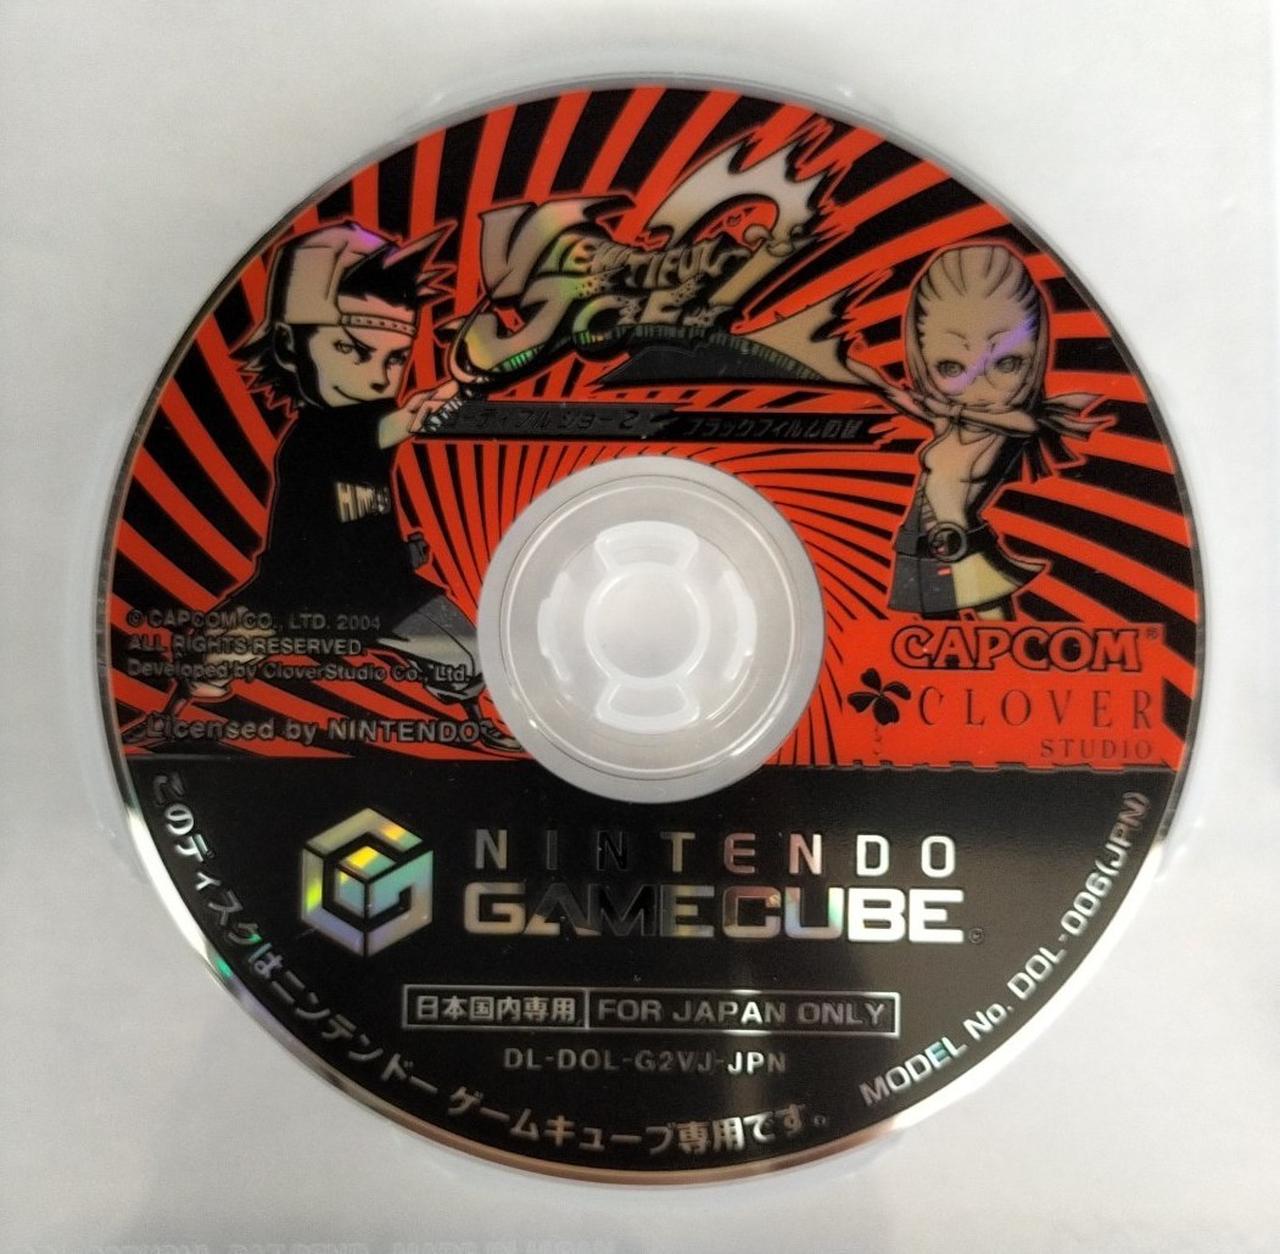 VIEWTIFUL 2
JOE
ビューティフル ジョー 2 ブラックフィルムの謎
© CAPCOM CO., LTD. 2004
ALL RIGHTS RESERVED.
Developed by CloverStudio Co., Ltd.
Licensed by NINTENDO
CAPCOM®
CLOVER
STUDIO
NINTENDO
GAMECUBE
日本国内専用 FOR JAPAN ONLY
DL-DOL-G2VJ-JPN
このディスクはニンテンドー ゲームキューブ専用です。
MODEL No. DOL-006(JPN)